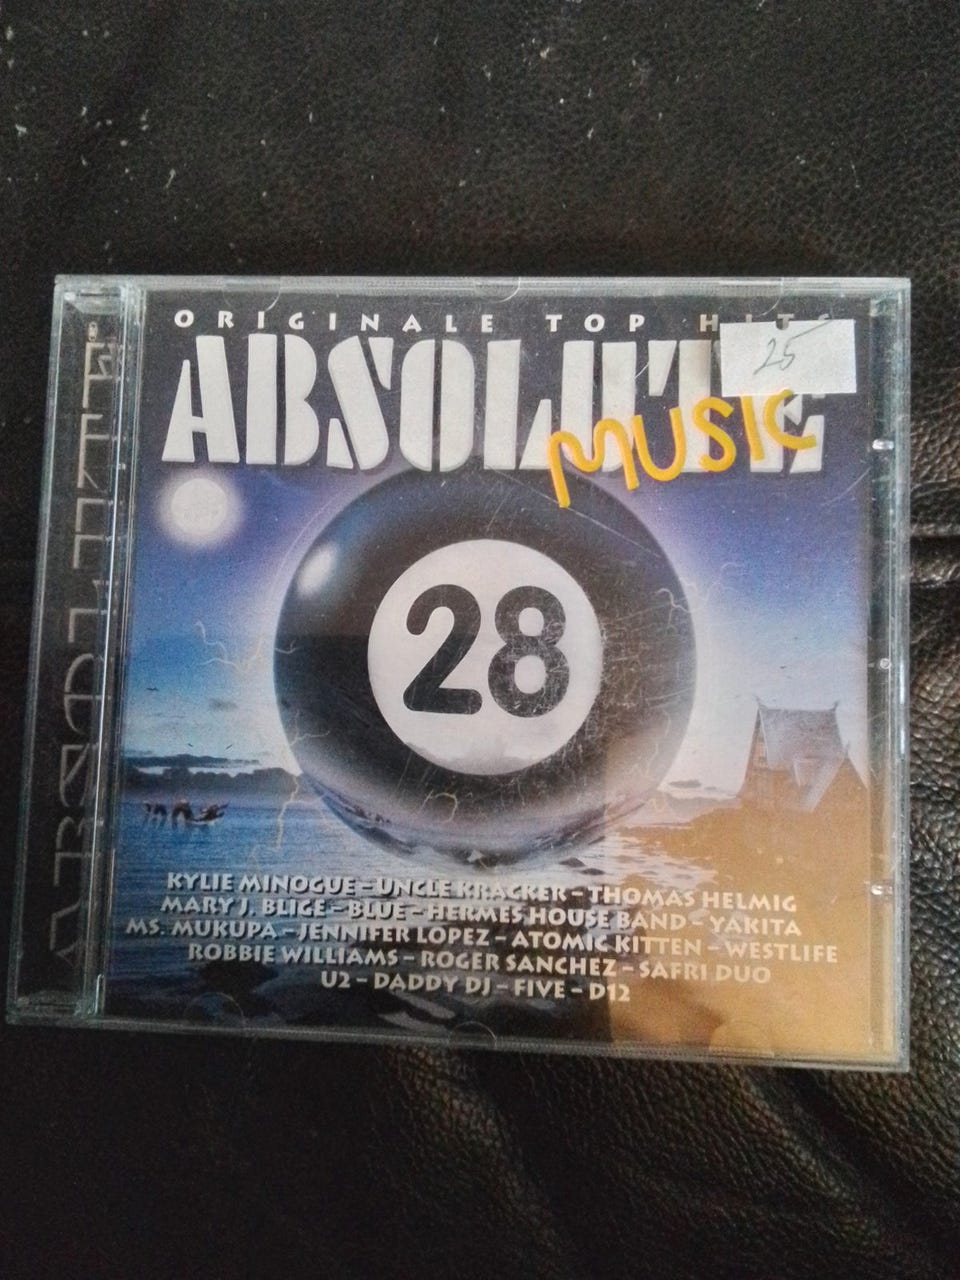 ORIGINALE TOP HITS
25
ABSOLUTE
MUSIC
28
KYLIE MINOGUE – UNCLE KRACKER – THOMAS HELMIG
MARY J. BLIGE – BLUE – HERMES HOUSE BAND – YAKITA
MS. MUKUPA – JENNIFER LOPEZ – ATOMIC KITTEN – WESTLIFE
ROBBIE WILLIAMS – ROGER SANCHEZ – SAFRI DUO
U2 – DADDY DJ – FIVE – D12
ABSOLUTE